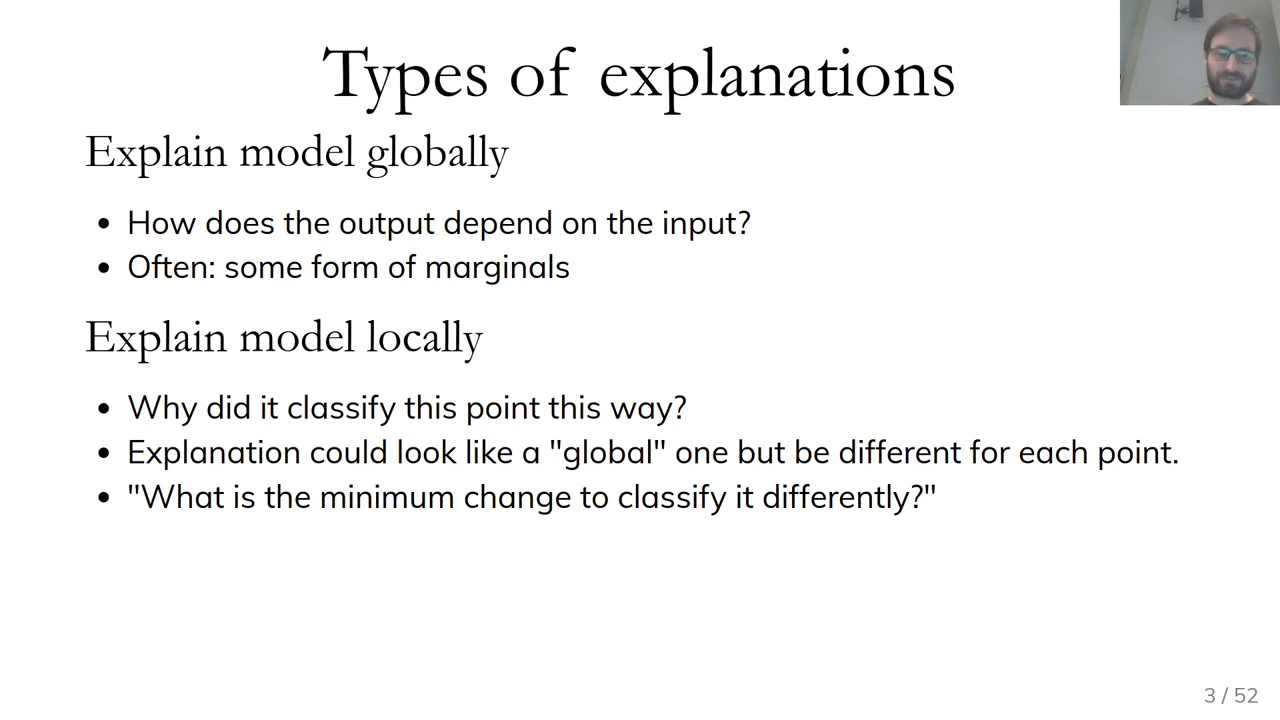 Types of explanations
Explain model globally
• How does the output depend on the input?
• Often: some form of marginals
Explain model locally
• Why did it classify this point this way?
• Explanation could look like a "global" one but be different for each point.
• "What is the minimum change to classify it differently?"
3 / 52